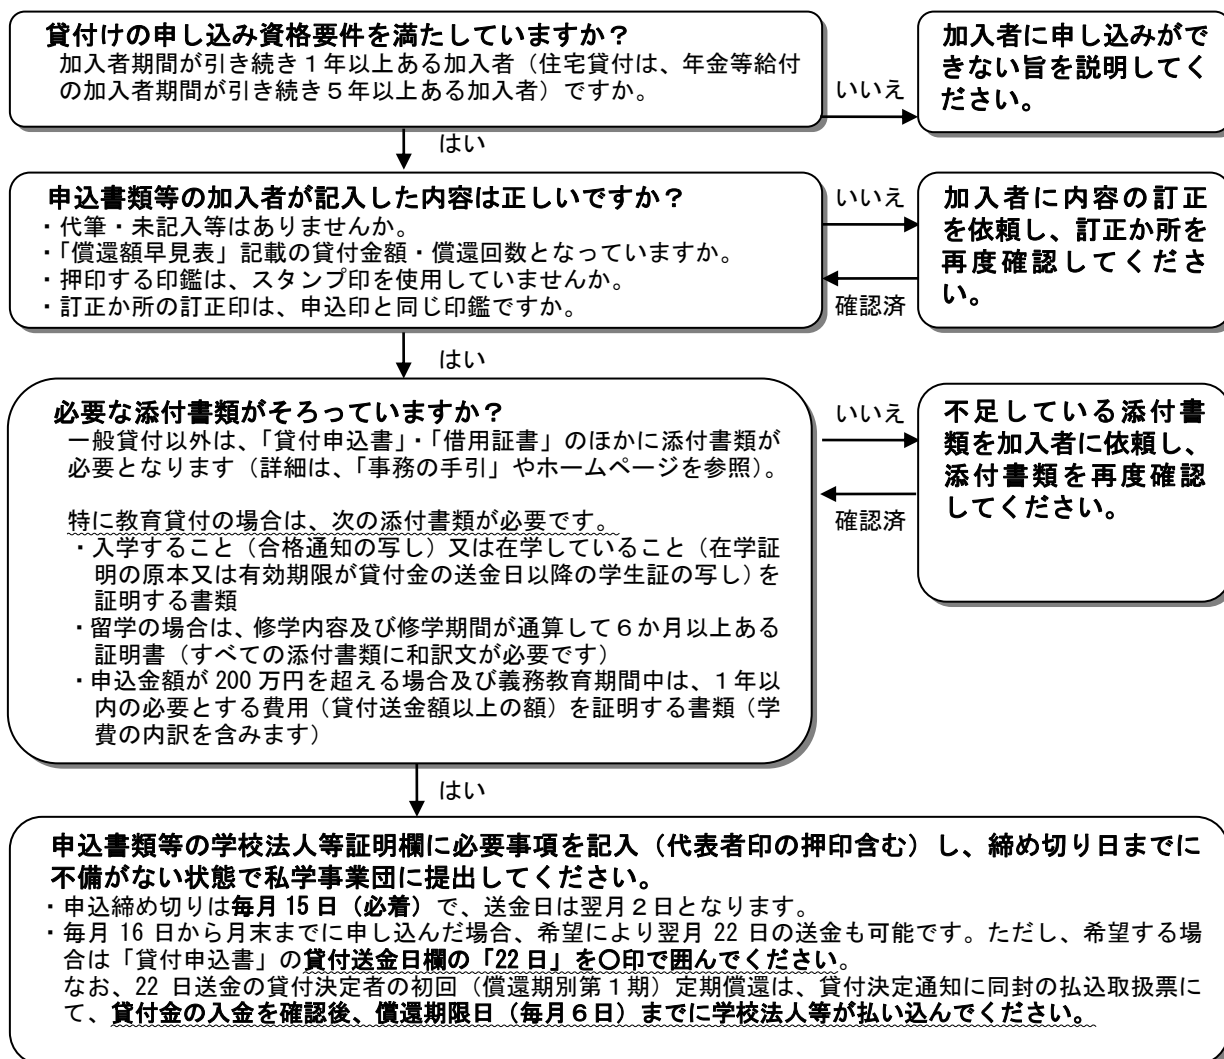 貸付けの申し込み資格要件を満たしていますか？
加入者期間が引き続き１年以上ある加入者（住宅貸付は、年金等給付
の加入者期間が引き続き５年以上ある加入者）ですか。
いいえ
加入者に申し込みがで
きない旨を説明してく
ださい。
はい
申込書類等の加入者が記入した内容は正しいですか？
・代筆・未記入等はありませんか。
・「償還額早見表」記載の貸付金額・償還回数となっていますか。
・押印する印鑑は、スタンプ印を使用していませんか。
・訂正か所の訂正印は、申込印と同じ印鑑ですか。
いいえ
確認済
加入者に内容の訂正
を依頼し、訂正か所を
再度確認してくださ
い。
はい
必要な添付書類がそろっていますか？
一般貸付以外は、「貸付申込書」・「借用証書」のほかに添付書類が
必要となります（詳細は、「事務の手引」やホームページを参照）。
特に教育貸付の場合は、次の添付書類が必要です。
・入学すること（合格通知の写し）又は在学していること（在学証
明の原本又は有効期限が貸付金の送金日以降の学生証の写し）を
証明する書類
・留学の場合は、修学内容及び修学期間が通算して６か月以上ある
証明書（すべての添付書類に和訳文が必要です）
・申込金額が 200 万円を超える場合及び義務教育期間中は、１年以
内の必要とする費用（貸付送金額以上の額）を証明する書類（学
費の内訳を含みます）
いいえ
確認済
不足している添付書
類を加入者に依頼し、
添付書類を再度確認
してください。
はい
申込書類等の学校法人等証明欄に必要事項を記入（代表者印の押印含む）し、締め切り日までに
不備がない状態で私学事業団に提出してください。
・申込締め切りは毎月 15 日（必着）で、送金日は翌月２日となります。
・毎月 16 日から月末までに申し込んだ場合、希望により翌月 22 日の送金も可能です。ただし、希望する場
合は「貸付申込書」の貸付送金日欄の「22 日」を〇印で囲んでください。
なお、22 日送金の貸付決定者の初回（償還期別第１期）定期償還は、貸付決定通知に同封の払込取扱票に
て、貸付金の入金を確認後、償還期限日（毎月６日）までに学校法人等が払い込んでください。